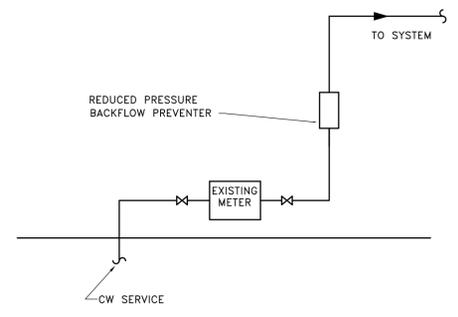 TO SYSTEM
REDUCED PRESSURE
BACKFLOW PREVENTER
EXISTING
METER
CW SERVICE